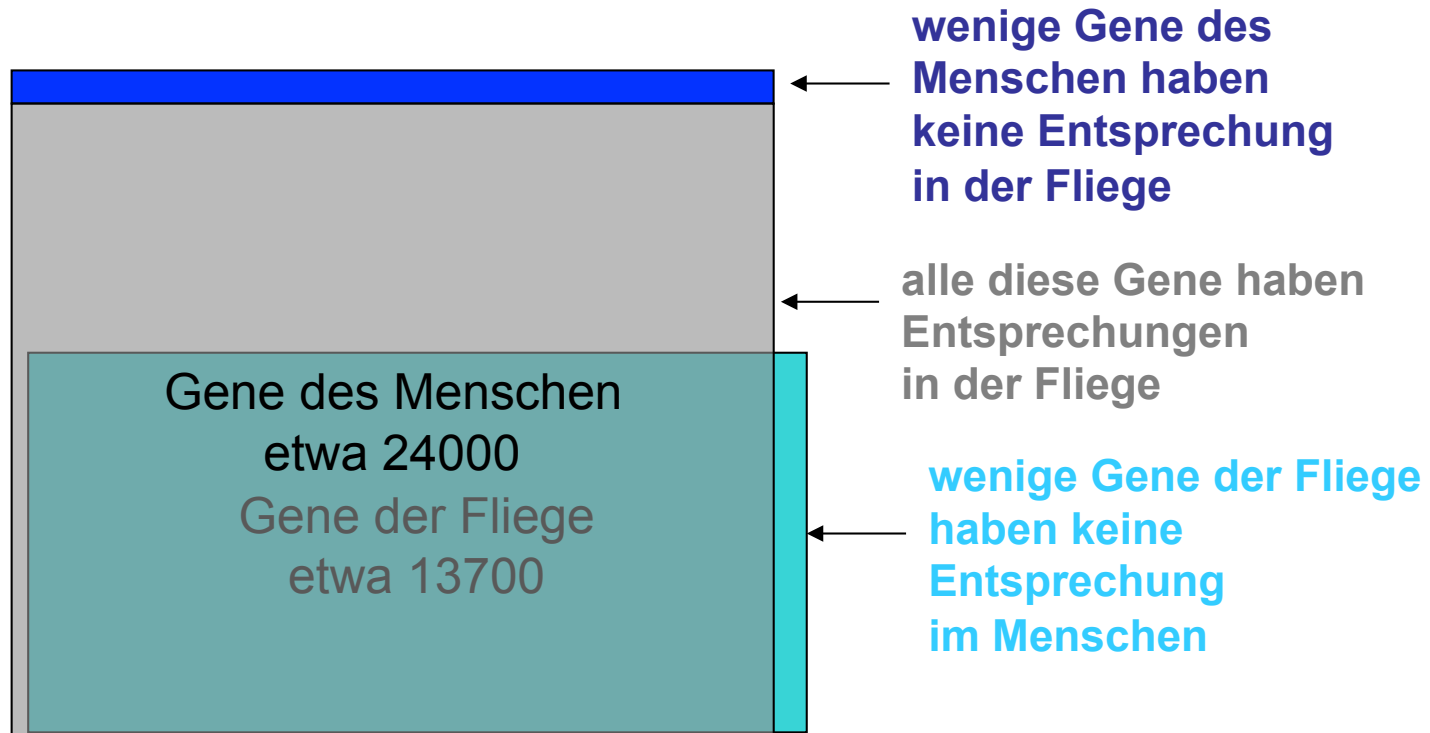 wenige Gene des
Menschen haben
keine Entsprechung
in der Fliege
alle diese Gene haben
Entsprechungen
in der Fliege
Gene des Menschen
etwa 24000
Gene der Fliege
etwa 13700
wenige Gene der Fliege
haben keine
Entsprechung
im Menschen